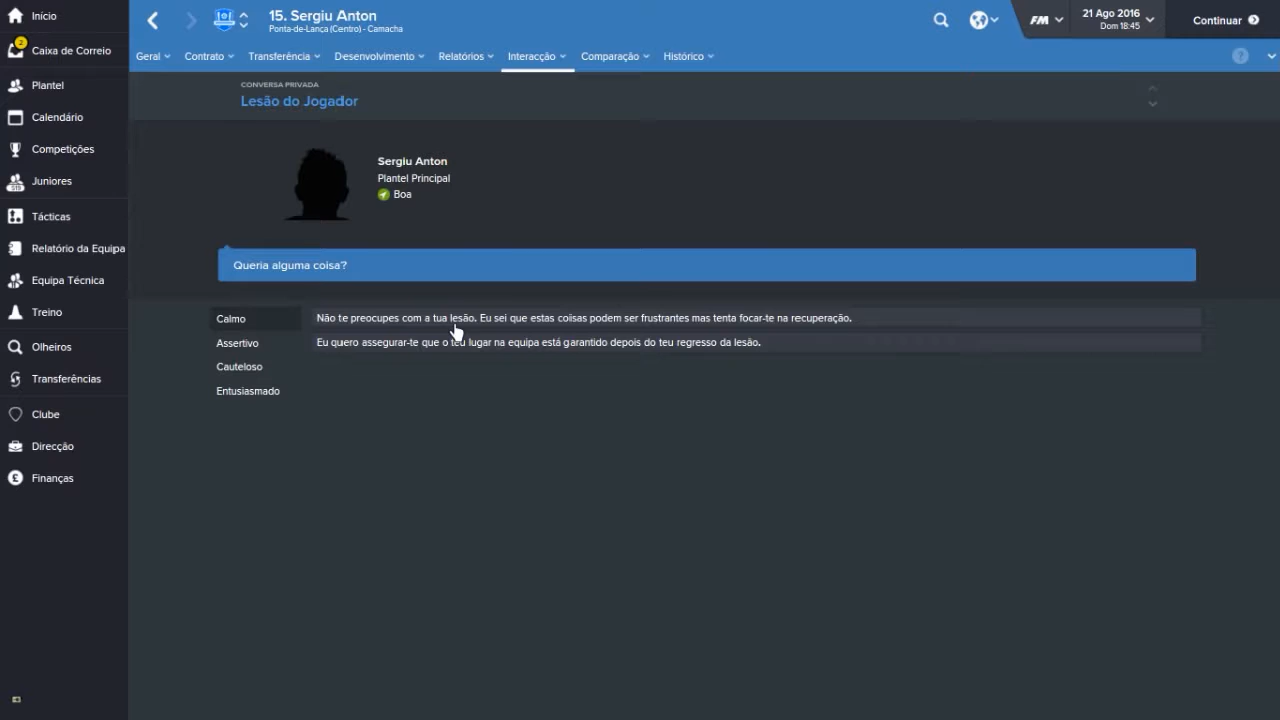 Início
2
Caixa de Correio
Plantel
Calendário
Competições
Juniores
Tácticas
Relatório da Equipa
Equipa Técnica
Treino
Olheiros
Transferências
Clube
Direcção
Finanças
15. Sergiu Anton
Ponta-de-Lança (Centro) - Camacha
FM
21 Ago 2016
Dom 18:45
Continuar
Geral
Contrato
Transferência
Desenvolvimento
Relatórios
Interacção
Comparação
Histórico
?
CONVERSA PRIVADA
Lesão do Jogador
Sergiu Anton
Plantel Principal
Boa
Queria alguma coisa?
Calmo
Assertivo
Cauteloso
Entusiasmado
Não te preocupes com a tua lesão. Eu sei que estas coiisas podem ser frustrantes mas tenta focar-te na recuperação.
Eu quero assegurar-te que o teu lugar na equipa está garantido depois do teu regresso da lesão.